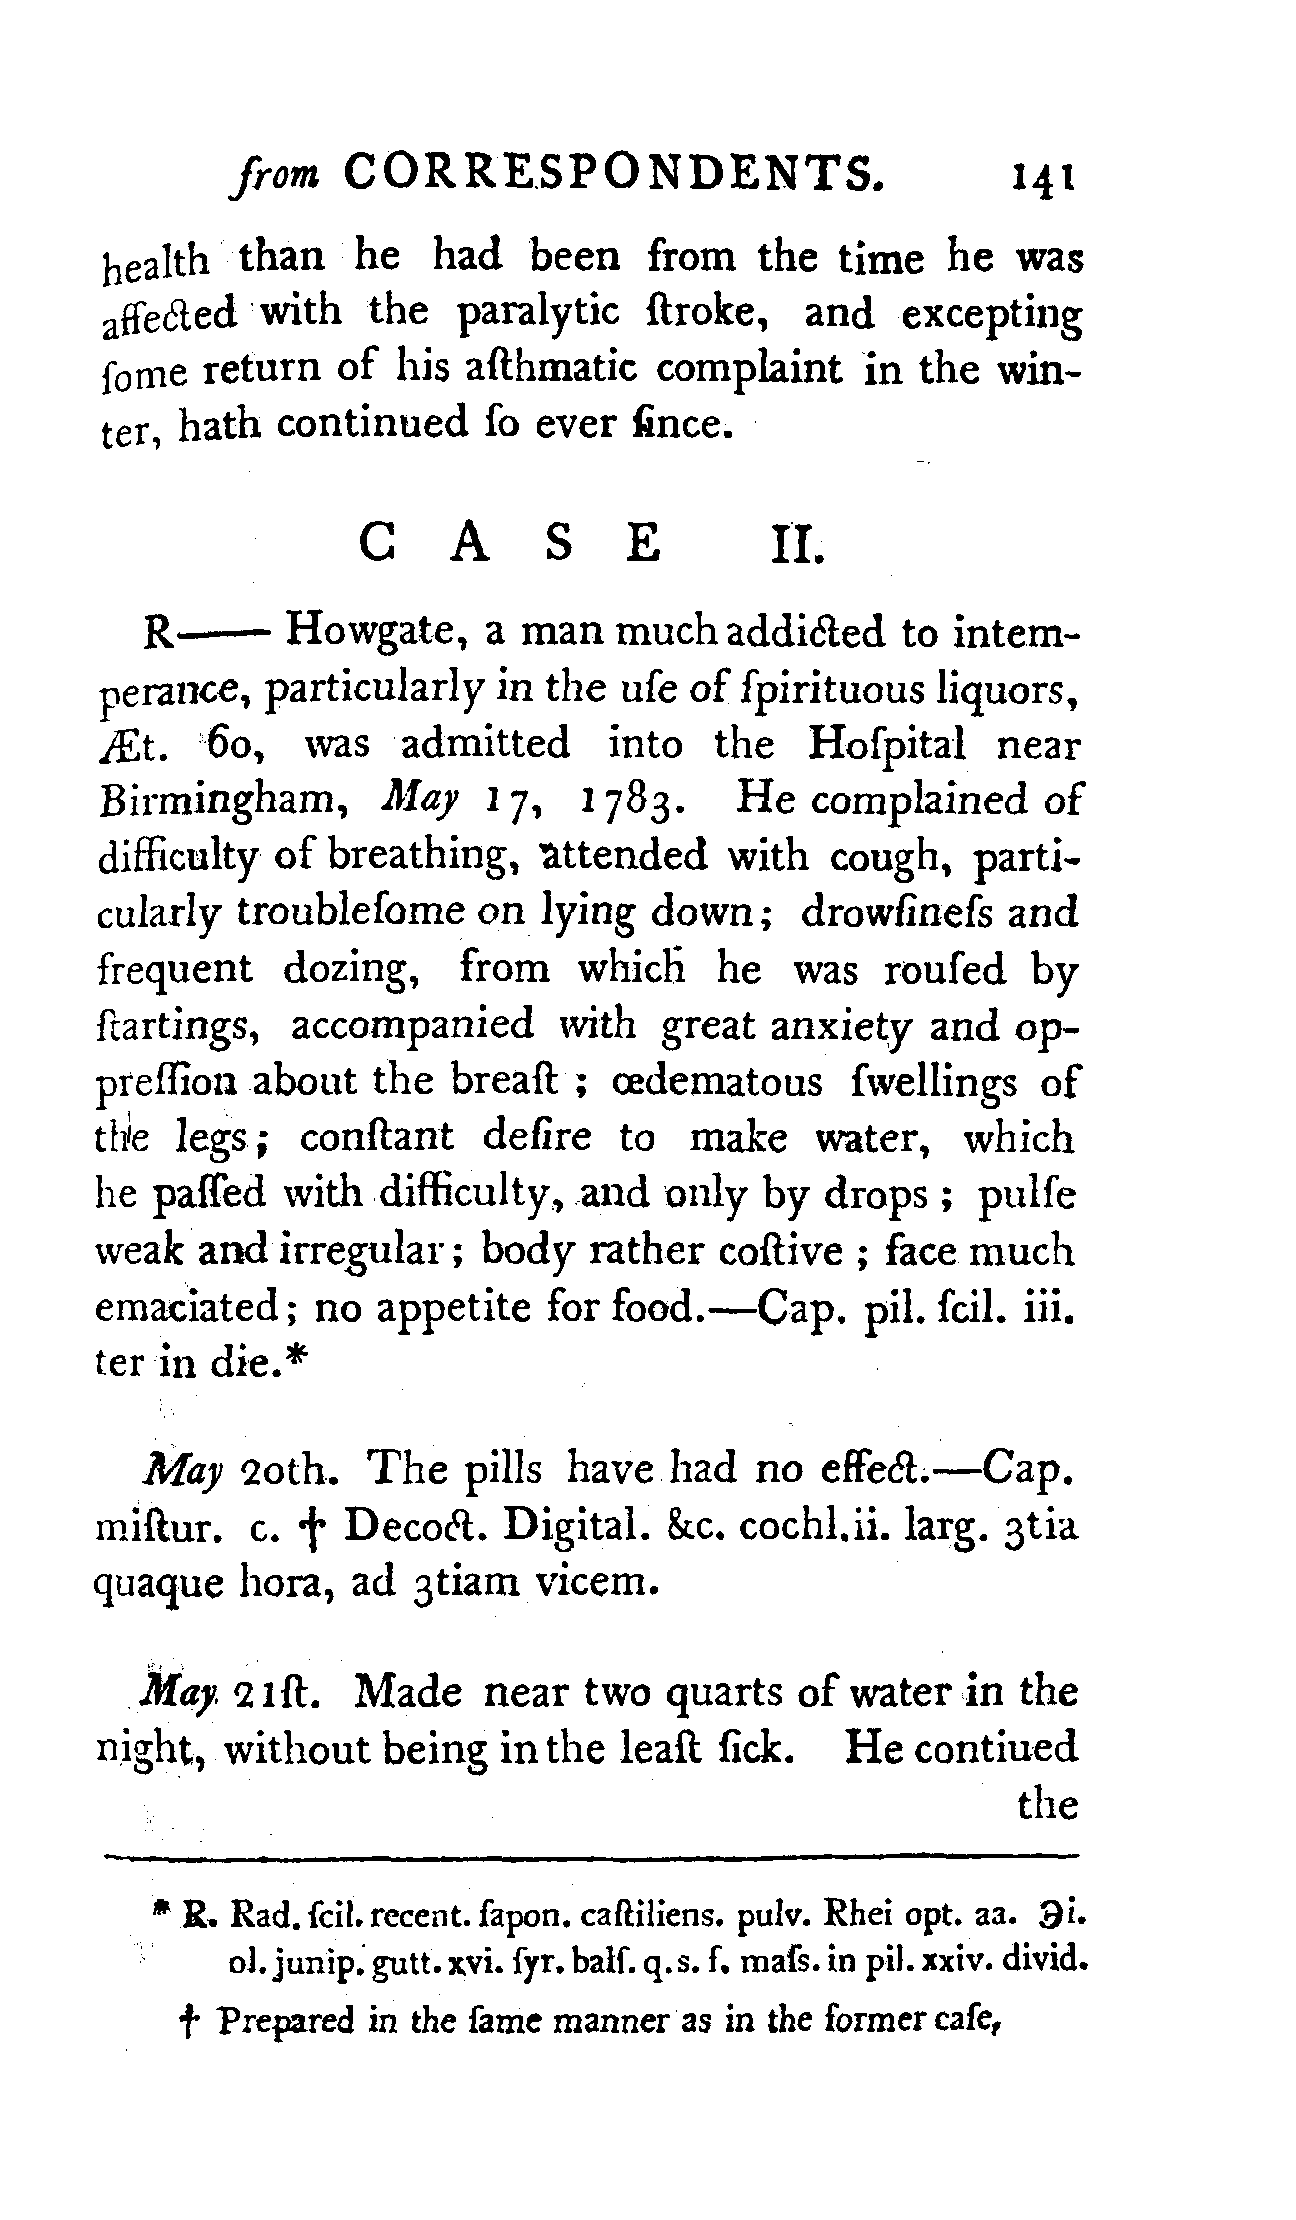 from CORRESPONDENTS. 141
health than he had been from the time he was
affected with the paralytic ſtroke, and excepting
ſome return of his aſthmatic complaint in the win-
ter, hath continued ſo ever ſince.
CASE II.
R—— Howgate, a man much addicted to intem-
perance, particularly in the uſe of ſpirituous liquors,
Æt. 60, was admitted into the Hoſpital near
Birmingham, May 17, 1783. He complained of
difficulty of breathing, attended with cough, parti-
cularly troubleſome on lying down; drowſineſs and
frequent dozing, from which he was rouſed by
ſtartings, accompanied with great anxiety and op-
preſſion about the breaſt ; œdematous ſwellings of
the legs; conſtant deſire to make water, which
he paſſed with difficulty, and only by drops ; pulſe
weak and irregular; body rather coſtive ; face much
emaciated; no appetite for food.—Cap. pil. ſcil. iii.
ter in die.*
May 20th. The pills have had no effect.—Cap.
miſtur. c. † Decoct. Digital. &c. cochl. ii. larg. 3tia
quaque hora, ad 3tiam vicem.
May 21ſt. Made near two quarts of water in the
night, without being in the leaſt ſick. He contiued
the
* R. Rad. ſcil. recent. ſapon. caſtiliens. pulv. Rhei opt. aa. ℈i.
ol. junip. gutt. xvi. ſyr. balſ. q. s. f. maſs. in pil. xxiv. divid.
† Prepared in the ſame manner as in the former caſe,